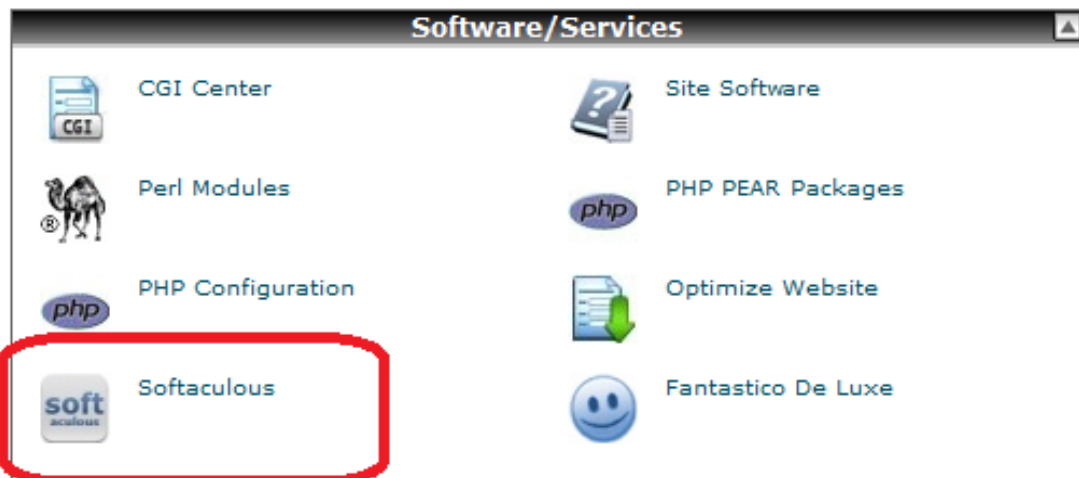 Software/Services
CGI Center
Site Software
CGI
Perl Modules
PHP PEAR Packages
®
php
PHP Configuration
Optimize Website
php
Softaculous
Fantastico De Luxe
soft
aculous